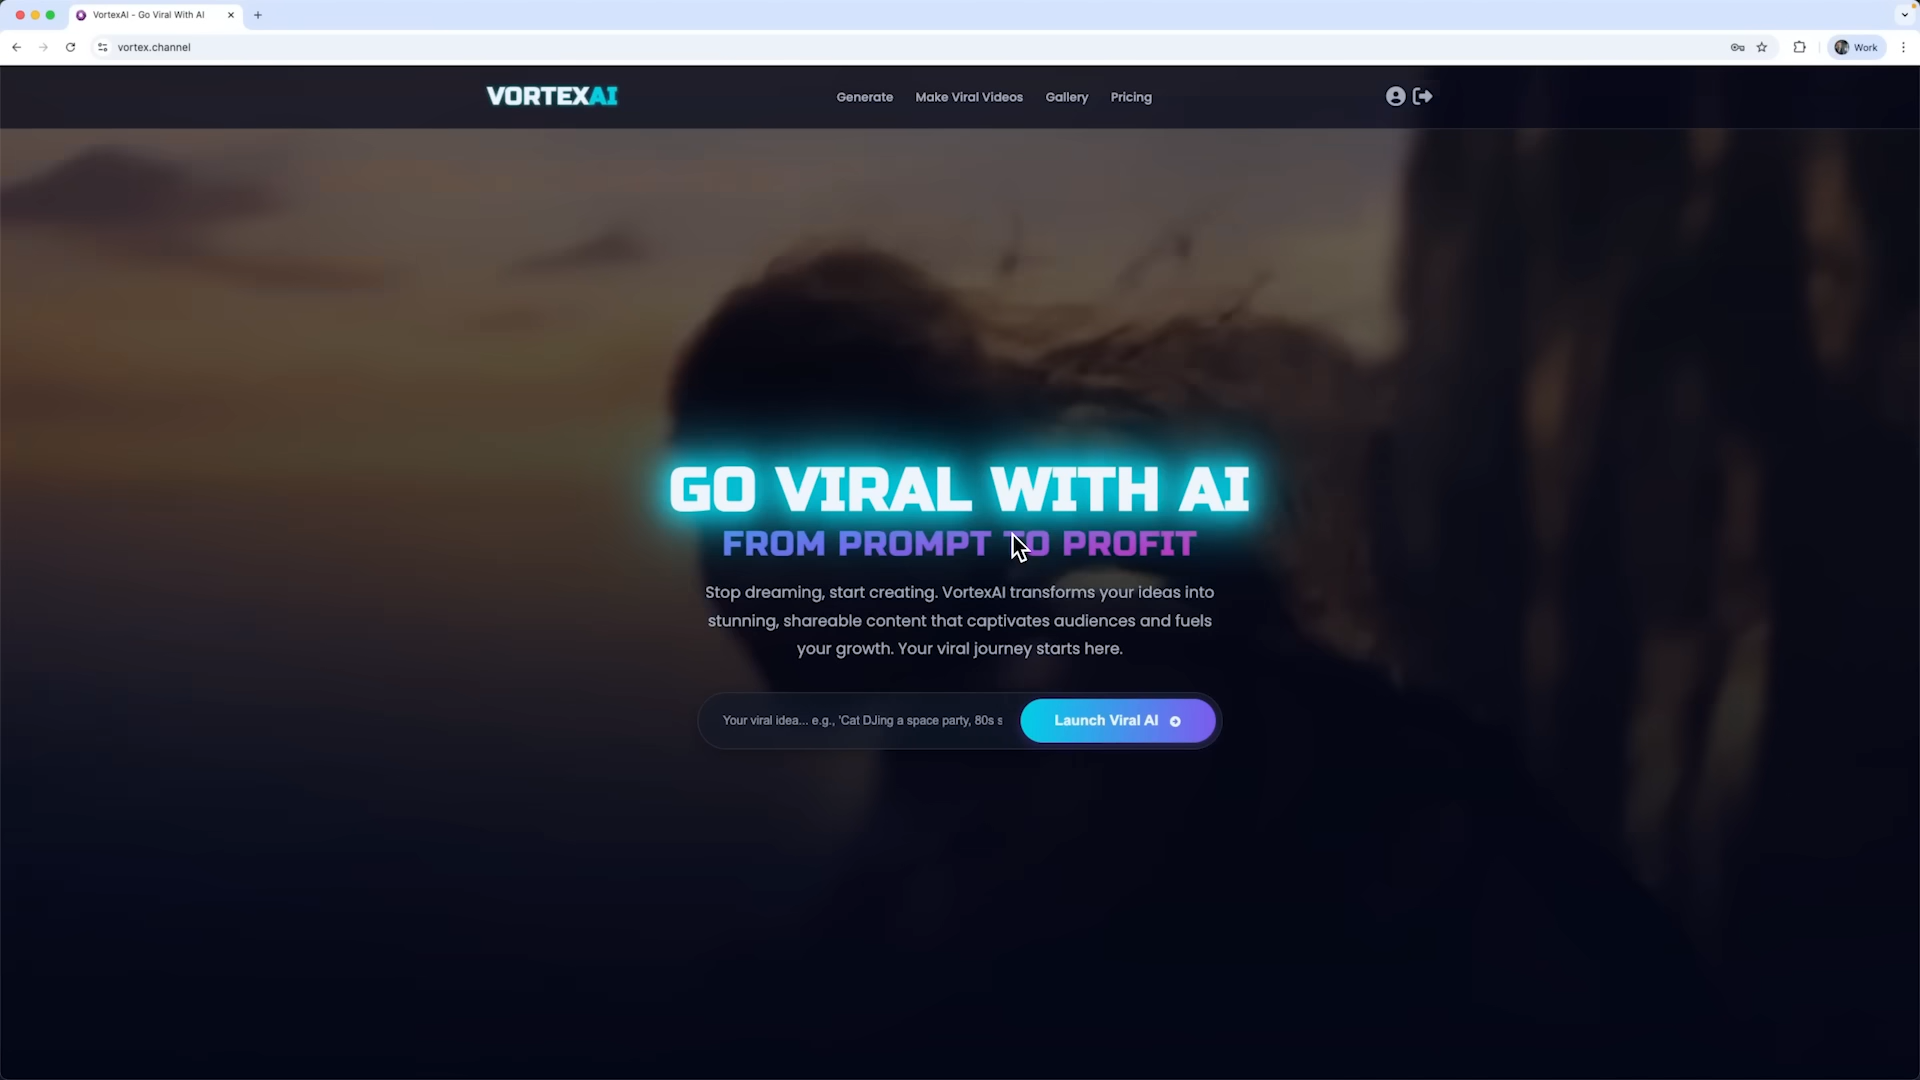 VortexAI - Go Viral With AI
vortex.channel
Work
VORTEXAI
Generate
Make Viral Videos
Gallery
Pricing
GO VIRAL WITH AI
FROM PROMPT TO PROFIT
Stop dreaming, start creating. VortexAI transforms your ideas into
stunning, shareable content that captivates audiences and fuels
your growth. Your viral journey starts here.
Your viral idea... e.g., 'Cat DJing a space party, 80s s
Launch Viral AI